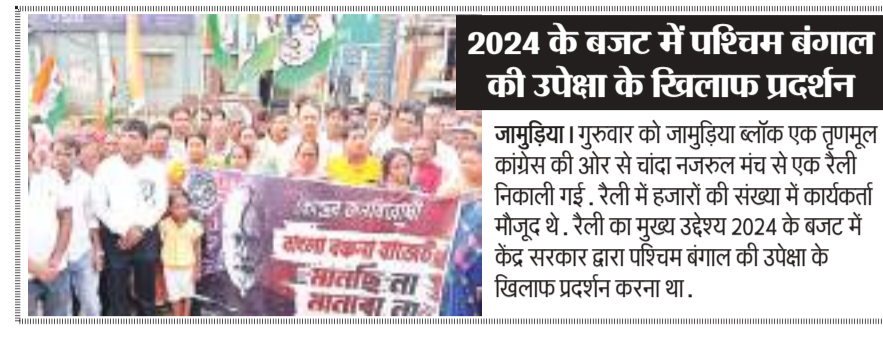 2024 के बजट में पश्चिम बंगाल
की उपेक्षा के खिलाफ प्रदर्शन
जामुड़िया। गुरुवार को जामुड़िया ब्लॉक एक तृणमूल
कांग्रेस की ओर से चांदा नजरुल मंच से एक रैली
निकाली गई . रैली में हजारों की संख्या में कार्यकर्ता
मौजूद थे . रैली का मुख्य उद्देश्य 2024 के बजट में
केंद्र सरकार द्वारा पश्चिम बंगाल की उपेक्षा के
खिलाफ प्रदर्शन करना था .
मानछि ना